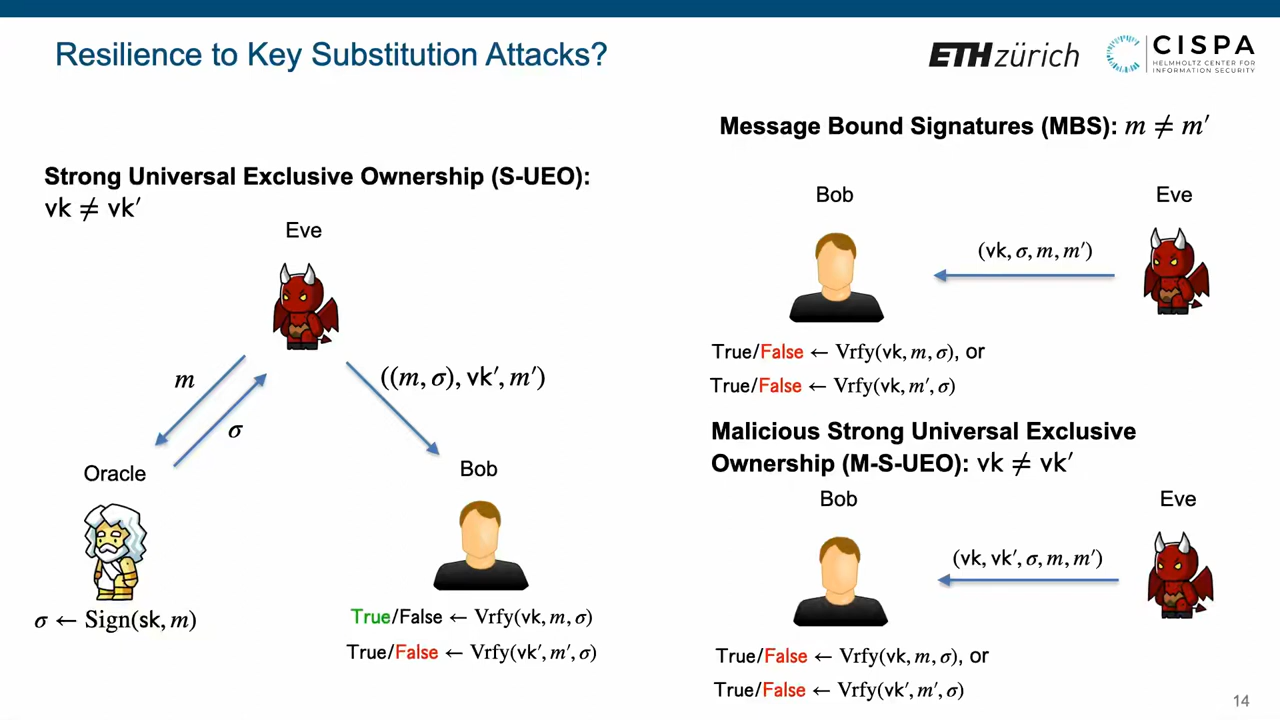 Resilience to Key Substitution Attacks?
ETH zürich
CISPA
HELMHOLTZ CENTER FOR
INFORMATION SECURITY
Strong Universal Exclusive Ownership (S-UEO):
vk ≠ vk′
Eve
m
σ
((m, σ), vk′, m′)
Oracle
Bob
σ ← Sign(sk, m)
True/False ← Vrfy(vk, m, σ)
True/False ← Vrfy(vk′, m′, σ)
Message Bound Signatures (MBS): m ≠ m′
Bob
Eve
(vk, σ, m, m′)
True/False ← Vrfy(vk, m, σ), or
True/False ← Vrfy(vk, m′, σ)
Malicious Strong Universal Exclusive
Ownership (M-S-UEO): vk ≠ vk′
Bob
Eve
(vk, vk′, σ, m, m′)
True/False ← Vrfy(vk, m, σ), or
True/False ← Vrfy(vk′, m′, σ)
14